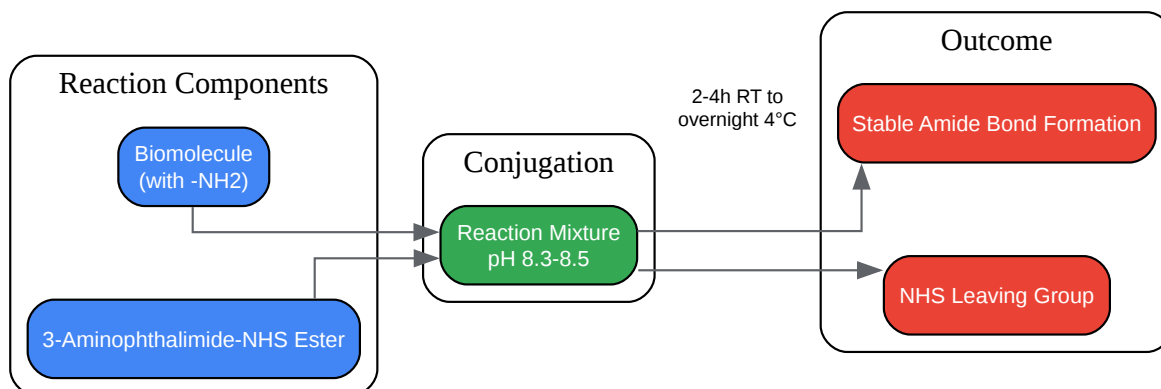 Reaction Components
Biomolecule
(with -NH2)
3-Aminophthalimide-NHS Ester
Conjugation
Reaction Mixture
pH 8.3-8.5
2-4h RT to
overnight 4°C
Outcome
Stable Amide Bond Formation
NHS Leaving Group